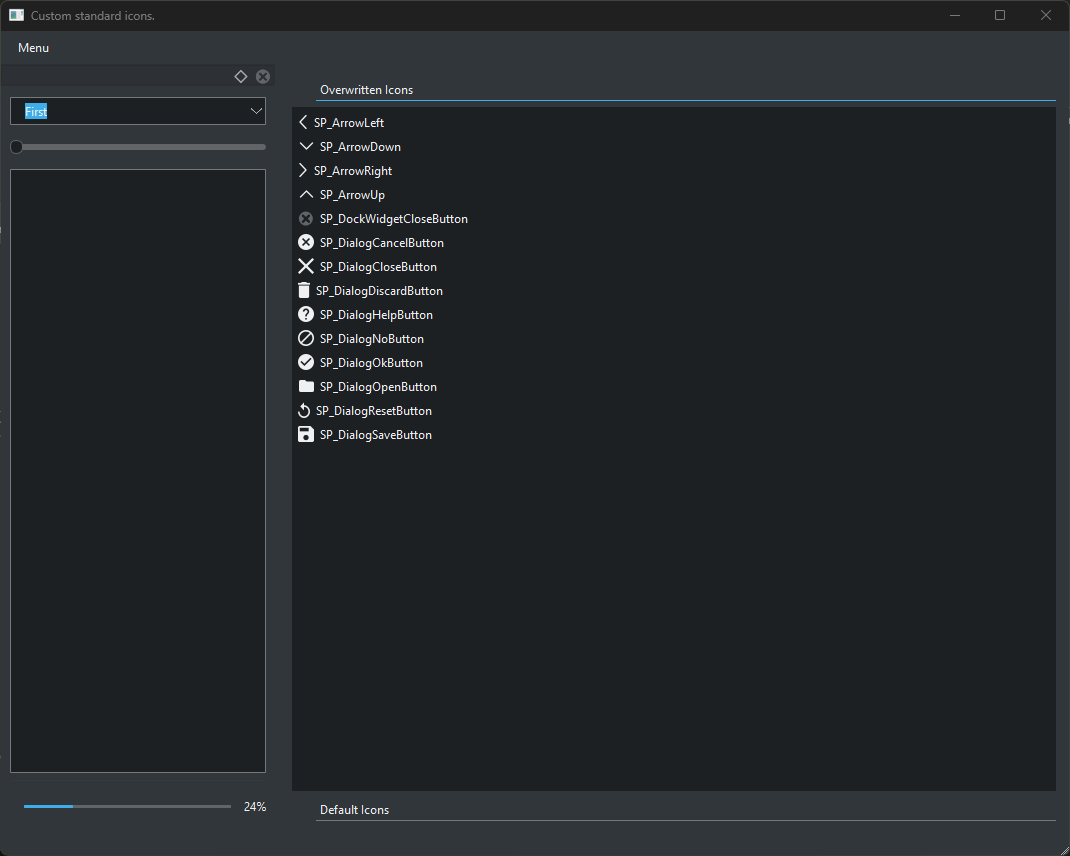 Custom standard icons.
Menu
First
24%
Overwritten Icons
SP_ArrowLeft
SP_ArrowDown
SP_ArrowRight
SP_ArrowUp
SP_DockWidgetCloseButton
SP_DialogCancelButton
SP_DialogCloseButton
SP_DialogDiscardButton
SP_DialogHelpButton
SP_DialogNoButton
SP_DialogOkButton
SP_DialogOpenButton
SP_DialogResetButton
SP_DialogSaveButton
Default Icons